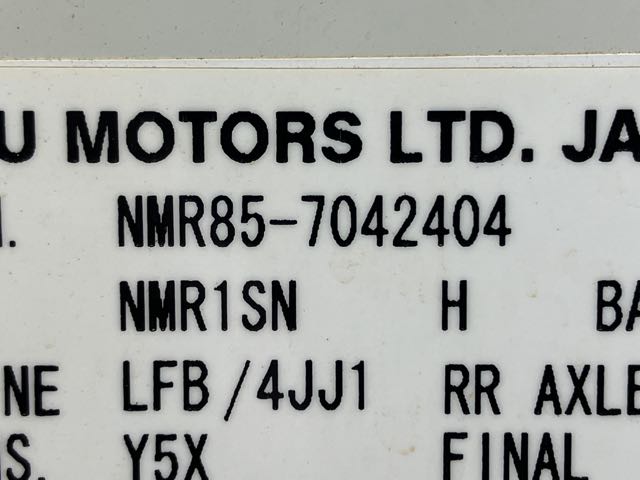 U MOTORS LTD. JA
. NMR85-7042404
NMR1SN H BA
NE LFB/4JJ1 RR AXLE
S. Y5X FINAL